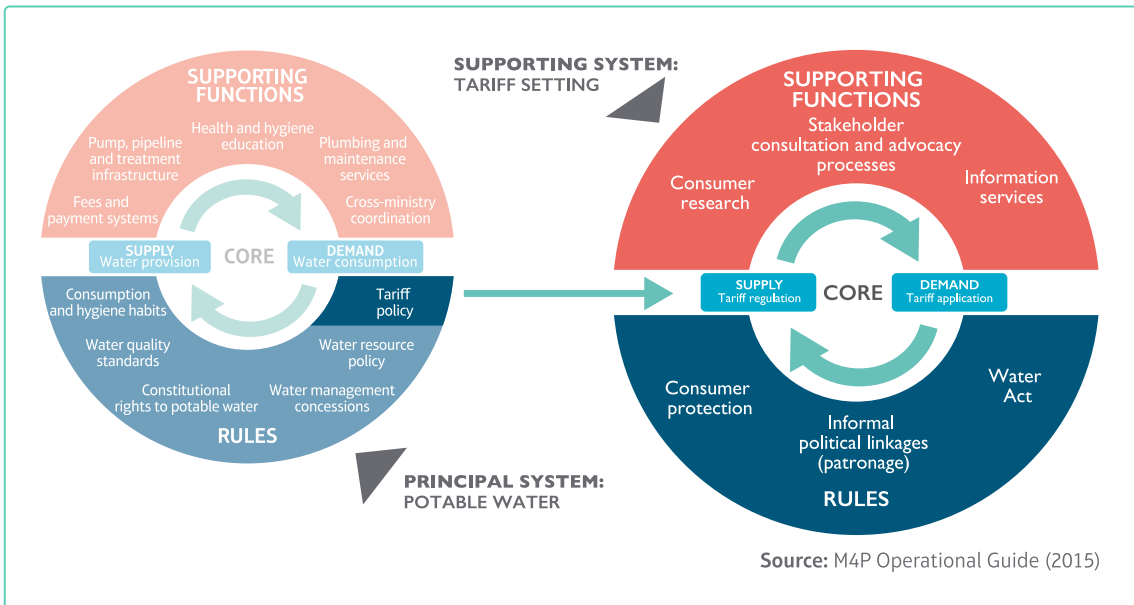 SUPPORTING
FUNCTIONS
Health and hygiene
education
Pump, pipeline
and treatment
infrastructure
Plumbing and
maintenance
services
Fees and
payment systems
Cross-ministry
coordination
SUPPLY
Water provision
CORE
DEMAND
Water consumption
Consumption
and hygiene habits
Tariff
policy
Water quality
standards
Water resource
policy
Constitutional
rights to potable water
Water management
concessions
RULES
PRINCIPAL SYSTEM:
POTABLE WATER
SUPPORTING SYSTEM:
TARIFF SETTING
SUPPORTING
FUNCTIONS
Stakeholder
consultation and advocacy
processes
Consumer
research
Information
services
SUPPLY
Tariff regulation
CORE
DEMAND
Tariff application
Consumer
protection
Water
Act
Informal
political linkages
(patronage)
RULES
Source: M4P Operational Guide (2015)